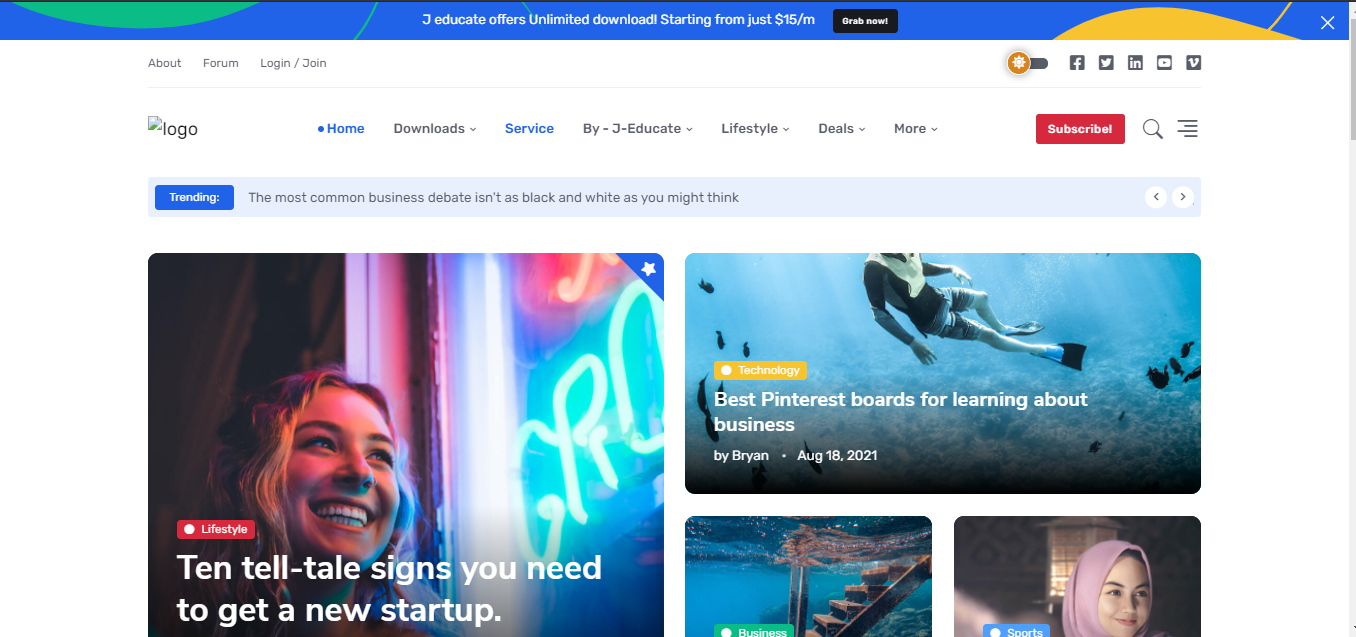 J educate offers Unlimited download! Starting from just $15/m
Grab now!
About
Forum
Login / Join
logo
Home
Downloads
Service
By - J-Educate
Lifestyle
Deals
More
Subscribe!
Trending:
The most common business debate isn't as black and white as you might think
Lifestyle
Ten tell-tale signs you need
to get a new startup.
Technology
Best Pinterest boards for learning about
business
by Bryan • Aug 18, 2021
Business
Sports